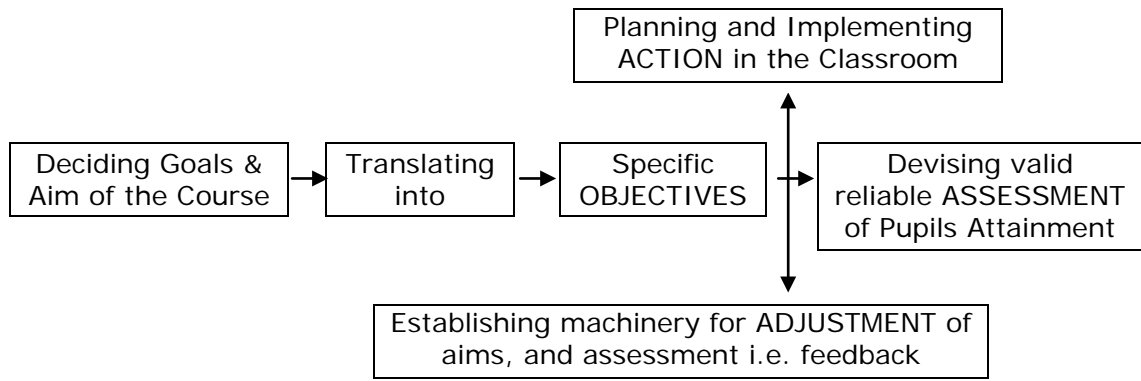 Planning and Implementing
ACTION in the Classroom
Deciding Goals &
Aim of the Course
Translating
into
Specific
OBJECTIVES
Devising valid
reliable ASSESSMENT
of Pupils Attainment
Establishing machinery for ADJUSTMENT of
aims, and assessment i.e. feedback